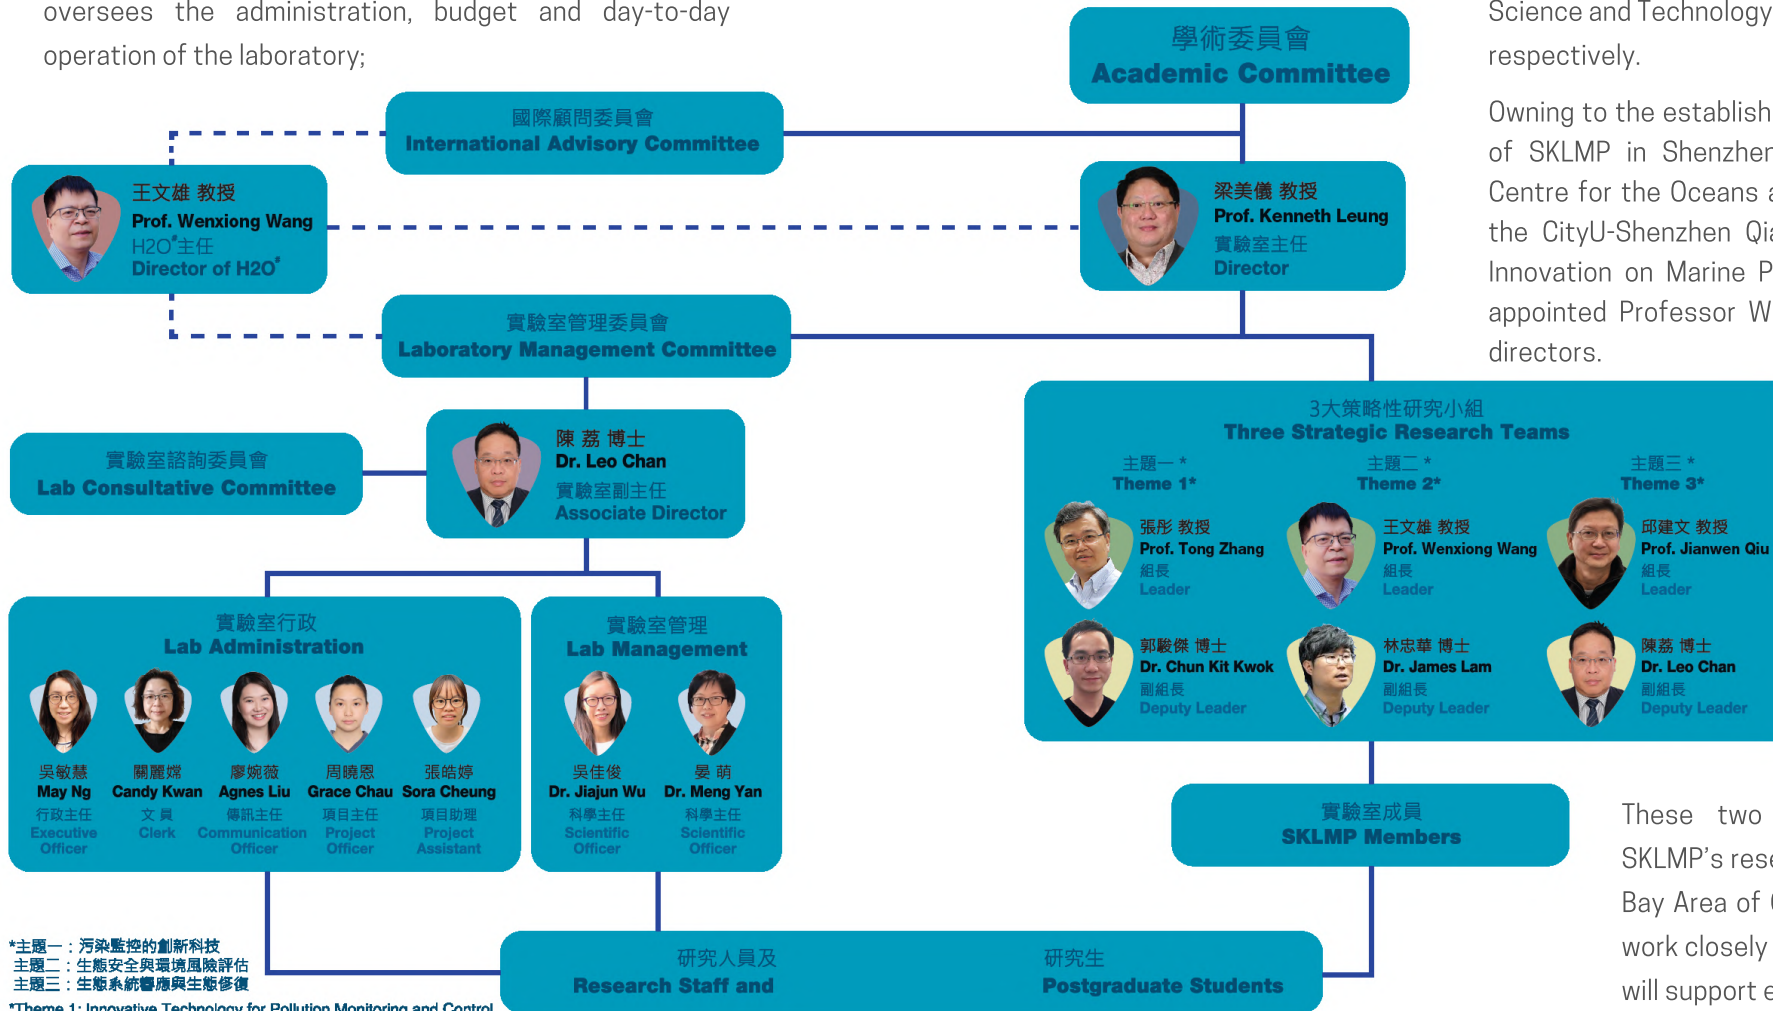 oversees the administration, budget and day-to-day
operation of the laboratory;
Science and Technology
respectively.
Owning to the establish
of SKLMP in Shenzhen
Centre for the Oceans a
the CityU-Shenzhen Qia
Innovation on Marine P
appointed Professor W
directors.
學術委員會
Academic Committee
國際顧問委員會
International Advisory Committee
王文雄 教授
Prof. Wenxiong Wang
H2O#主任
Director of H2O#
梁美儀 教授
Prof. Kenneth Leung
實驗室主任
Director
實驗室管理委員會
Laboratory Management Committee
陳 荔 博士
Dr. Leo Chan
實驗室副主任
Associate Director
實驗室諮詢委員會
Lab Consultative Committee
3大策略性研究小組
Three Strategic Research Teams
主題一 *
Theme 1*
張彤 教授
Prof. Tong Zhang
組長
Leader
郭駿傑 博士
Dr. Chun Kit Kwok
副組長
Deputy Leader
主題二 *
Theme 2*
王文雄 教授
Prof. Wenxiong Wang
組長
Leader
林忠華 博士
Dr. James Lam
副組長
Deputy Leader
主題三 *
Theme 3*
邱建文 教授
Prof. Jianwen Qiu
組長
Leader
陳荔 博士
Dr. Leo Chan
副組長
Deputy Leader
實驗室行政
Lab Administration
吳敏慧
May Ng
行政主任
Executive
Officer
關麗嫦
Candy Kwan
文 員
Clerk
廖婉薇
Agnes Liu
傳訊主任
Communication
Officer
周曉恩
Grace Chau
項目主任
Project
Officer
張皓婷
Sora Cheung
項目助理
Project
Assistant
實驗室管理
Lab Management
吳佳俊
Dr. Jiajun Wu
科學主任
Scientific
Officer
晏 萌
Dr. Meng Yan
科學主任
Scientific
Officer
實驗室成員
SKLMP Members
These two
SKLMP's rese
Bay Area of
work closely
will support e
研究人員及 研究生
Research Staff and Postgraduate Students
*主題一：污染監控的創新科技
主題二：生態安全與環境風險評估
主題三：生態系統響應與生態修復
*Theme 1: Innovative Technology for Pollution Monitoring and Control